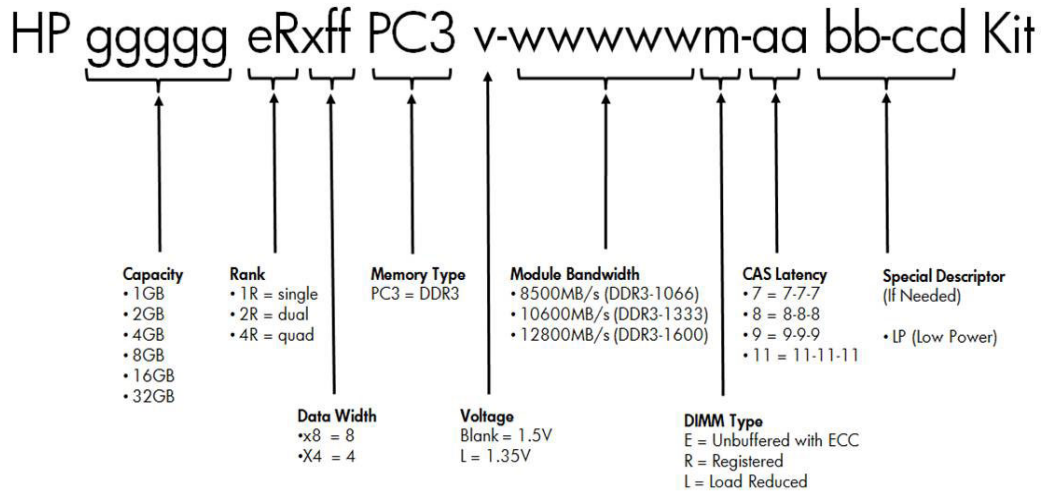 HP ggggg eRxff PC3 v-wwwwwm-aa bb-ccd Kit
Capacity
• 1GB
• 2GB
• 4GB
• 8GB
• 16GB
• 32GB
Rank
• 1R = single
• 2R = dual
• 4R = quad
Memory Type
PC3 = DDR3
Module Bandwidth
• 8500MB/s (DDR3-1066)
• 10600MB/s (DDR3-1333)
• 12800MB/s (DDR3-1600)
CAS Latency
• 7 = 7-7-7
• 8 = 8-8-8
• 9 = 9-9-9
• 11 = 11-11-11
Special Descriptor
(If Needed)
• LP (Low Power)
Data Width
•x8 = 8
•X4 = 4
Voltage
Blank = 1.5V
L = 1.35V
DIMM Type
E = Unbuffered with ECC
R = Registered
L = Load Reduced